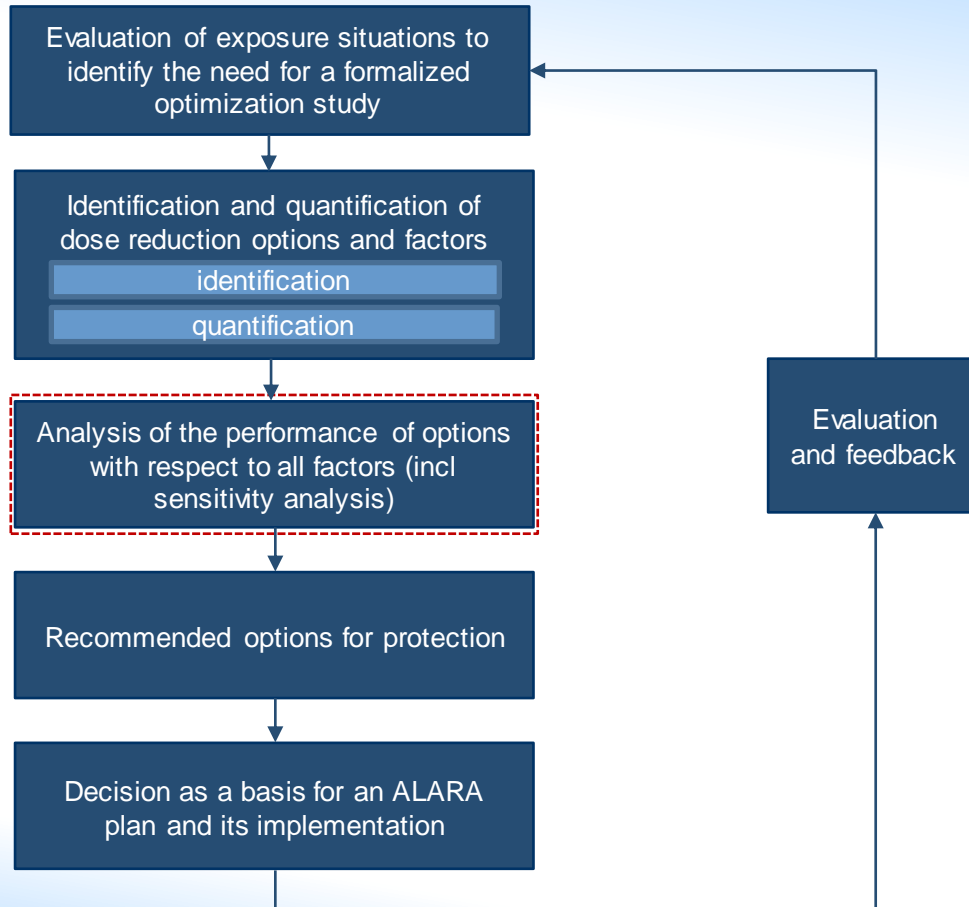 Evaluation of exposure situations to
identify the need for a formalized
optimization study
Identification and quantification of
dose reduction options and factors
identification
quantification
Analysis of the performance of options
with respect to all factors (incl
sensitivity analysis)
Evaluation
and feedback
Recommended options for protection
Decision as a basis for an ALARA
plan and its implementation